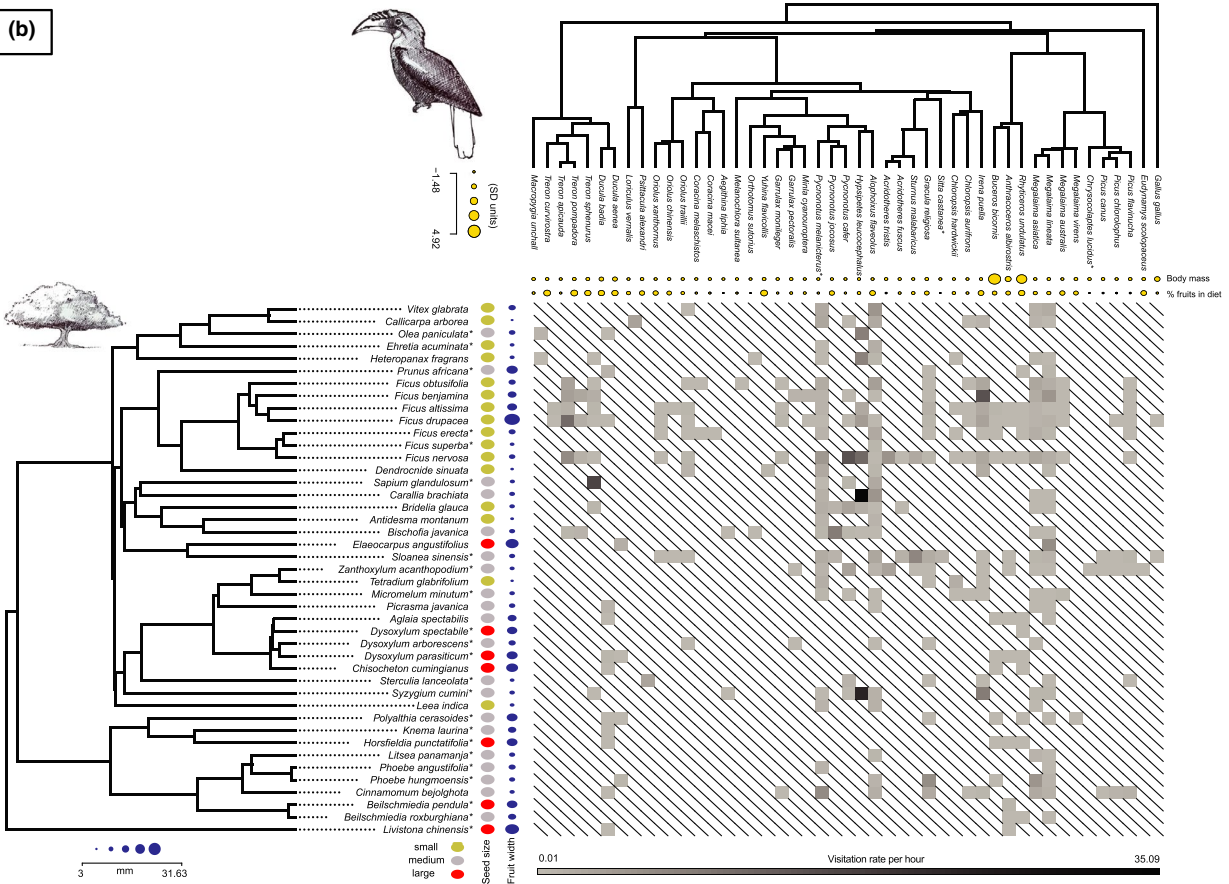 (b)
(SD units)
−1.48
4.92
Macropygia unchall
Treron curvirostra
Treron apicauda
Treron pompadora
Treron sphenurus
Ducula badia
Ducula aenea
Loriculus vernalis
Psittacula alexandri
Oriolus xanthornus
Oriolus chinensis
Oriolus traillii
Coracina melaschistos
Coracina macei
Aegithina tiphia
Melanochlora sultanea
Orthotomus sutorius
Yuhina flavicollis
Garrulax monileger
Garrulax pectoralis
Minla cyanouroptera
Pycnonotus melanicterus*
Pycnonotus jocosus
Pycnonotus cafer
Hypsipetes leucocephalus
Alophoixus flaveolus
Acridotheres tristis
Acridotheres fuscus
Sturnus malabaricus
Gracula religiosa
Sitta castanea*
Chloropsis hardwickii
Chloropsis aurifrons
Irena puella
Buceros bicornis
Anthracoceros albirostris
Rhyticeros undulatus
Megalaima asiatica
Megalaima lineata
Megalaima australis
Megalaima virens
Chrysocolaptes lucidus*
Picus canus
Picus chlorolophus
Picus flavinucha
Eudynamys scolopaceus
Gallus gallus
Body mass
% fruits in diet
Vitex glabrata
Callicarpa arborea
Olea paniculata*
Ehretia acuminata*
Heteropanax fragrans
Prunus africana*
Ficus obtusifolia
Ficus benjamina
Ficus altissima
Ficus drupacea
Ficus erecta*
Ficus superba*
Ficus nervosa
Dendrocnide sinuata
Sapium glandulosum*
Carallia brachiata
Bridelia glauca
Antidesma montanum
Bischofia javanica
Elaeocarpus angustifolius
Sloanea sinensis*
Zanthoxylum acanthopodium*
Tetradium glabrifolium
Micromelum minutum*
Picrasma javanica
Aglaia spectabilis
Dysoxylum spectabile*
Dysoxylum arborescens*
Dysoxylum parasiticum*
Chisocheton cumingianus
Sterculia lanceolata*
Syzygium cumini*
Leea indica
Polyalthia cerasoides*
Knema laurina*
Horsfieldia punctatifolia*
Litsea panamanja*
Phoebe angustifolia*
Phoebe hungmoensis*
Cinnamomum bejolghota
Beilschmiedia pendula*
Beilschmiedia roxburghiana*
Livistona chinensis*
small
medium
large
Seed size
Fruit width
3 mm 31.63
0.01 Visitation rate per hour 35.09